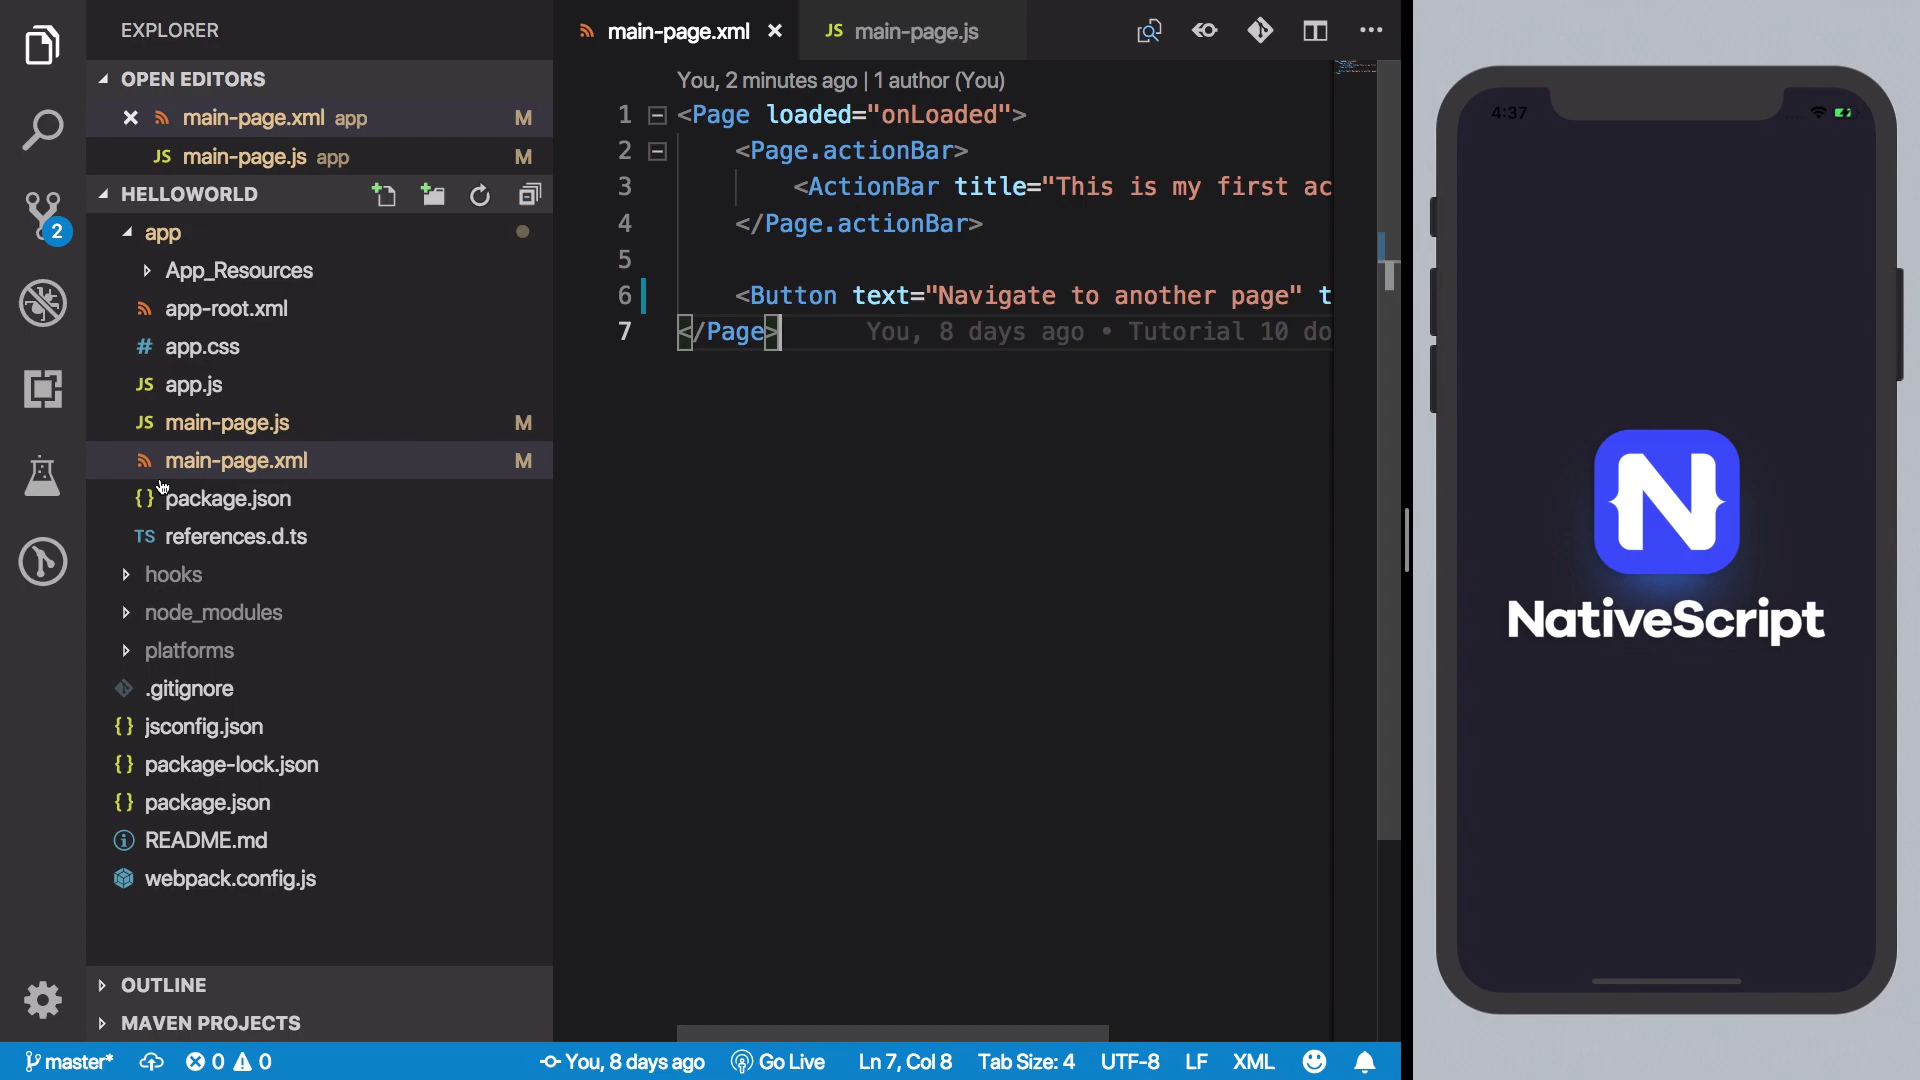 EXPLORER
OPEN EDITORS
main-page.xml app M
JS main-page.js app M
HELLOWORLD
app
App_Resources
app-root.xml
# app.css
JS app.js
JS main-page.js M
main-page.xml M
{ } package.json
TS references.d.ts
hooks
node_modules
platforms
.gitignore
{ } jsconfig.json
{ } package-lock.json
{ } package.json
README.md
webpack.config.js
OUTLINE
MAVEN PROJECTS
2
main-page.xml
JS main-page.js
You, 2 minutes ago | 1 author (You)
1 <Page loaded="onLoaded">
2 <Page.actionBar>
3 <ActionBar title="This is my first ac
4 </Page.actionBar>
5
6 <Button text="Navigate to another page" t
7 </Page> You, 8 days ago • Tutorial 10 do
4:37
N
NativeScript
master* 0 0 You, 8 days ago Go Live Ln 7, Col 8 Tab Size: 4 UTF-8 LF XML